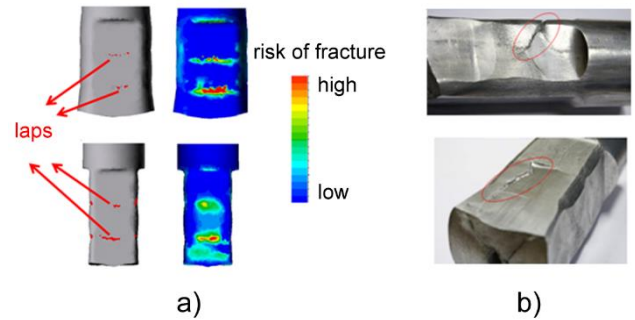 risk of fracture
high
low
laps
a)
b)